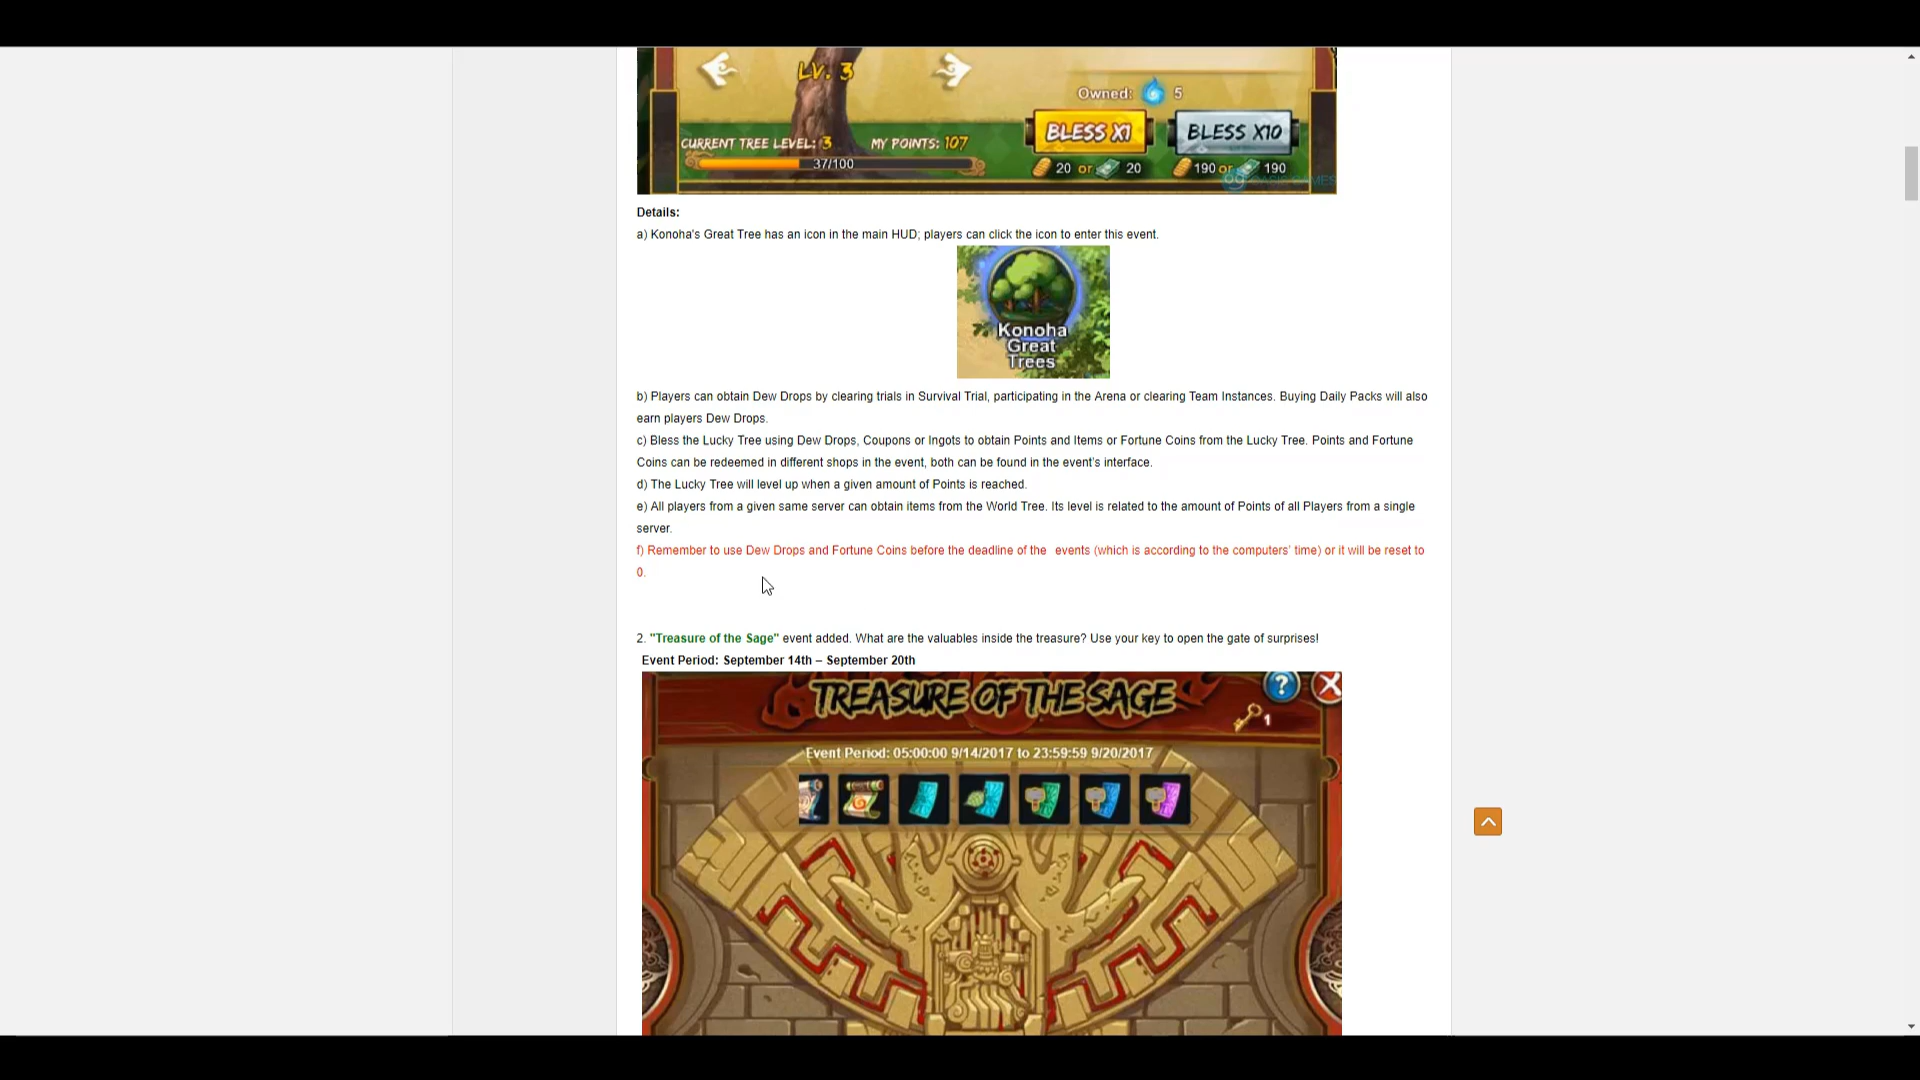 LV. 3
Owned: 5
BLESS X1
BLESS X10
CURRENT TREE LEVEL: 3
MY POINTS: 107
37/100
20 or 20
190 or 190
OASIS GAMES
Details:
a) Konoha's Great Tree has an icon in the main HUD; players can click the icon to enter this event.
Konoha
Great
Trees
b) Players can obtain Dew Drops by clearing trials in Survival Trial, participating in the Arena or clearing Team Instances. Buying Daily Packs will also
earn players Dew Drops.
c) Bless the Lucky Tree using Dew Drops, Coupons or Ingots to obtain Points and Items or Fortune Coins from the Lucky Tree. Points and Fortune
Coins can be redeemed in different shops in the event, both can be found in the event's interface.
d) The Lucky Tree will level up when a given amount of Points is reached.
e) All players from a given same server can obtain items from the World Tree. Its level is related to the amount of Points of all Players from a single
server.
f) Remember to use Dew Drops and Fortune Coins before the deadline of the events (which is according to the computers' time) or it will be reset to
0.
2. "Treasure of the Sage" event added. What are the valuables inside the treasure? Use your key to open the gate of surprises!
Event Period: September 14th – September 20th
TREASURE OF THE SAGE
?
X
1
Event Period: 05:00:00 9/14/2017 to 23:59:59 9/20/2017